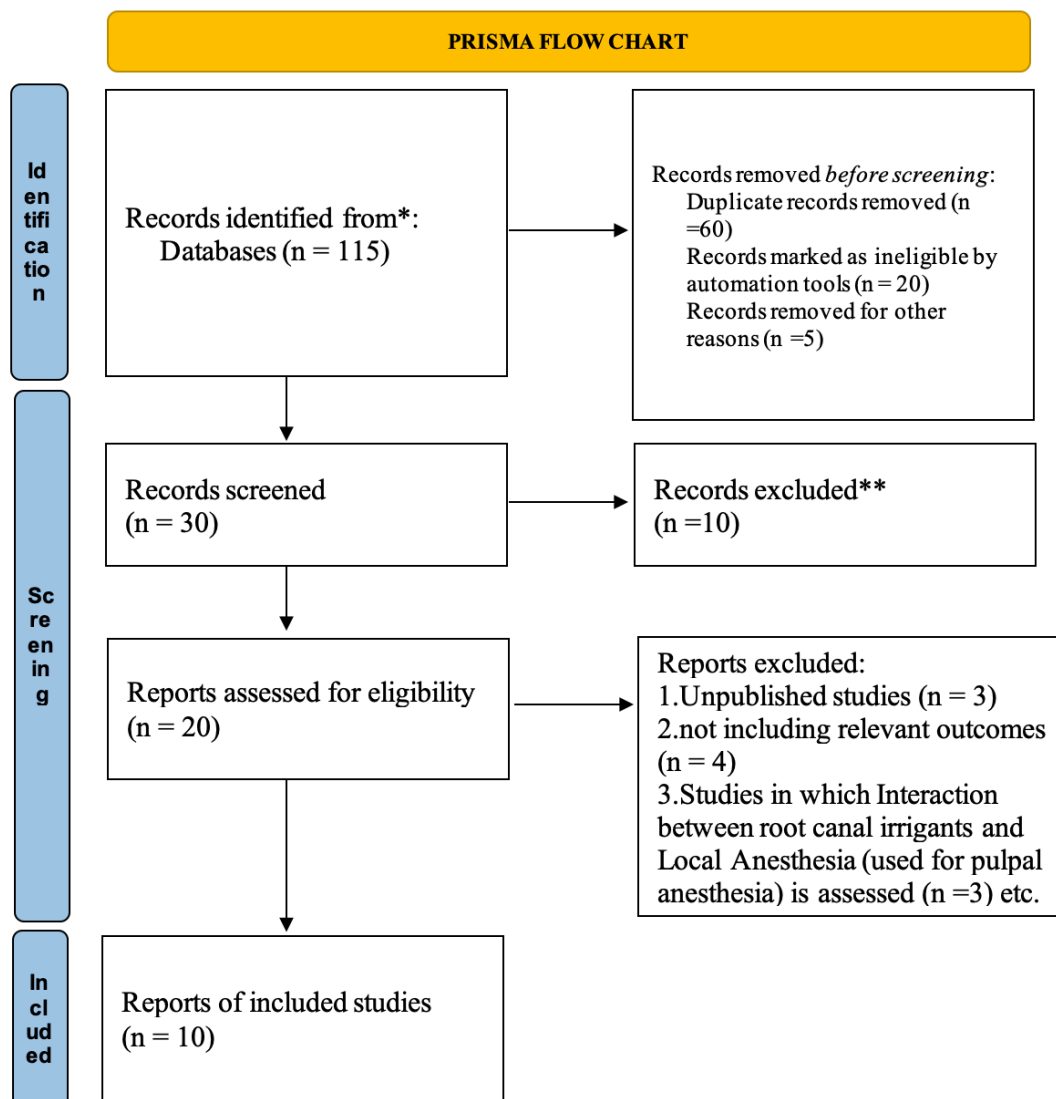 PRISMA FLOW CHART
Id
en
tifi
ca
tio
n
Records identified from*:
Databases (n = 115)
Records removed before screening:
Duplicate records removed (n
=60)
Records marked as ineligible by
automation tools (n = 20)
Records removed for other
reasons (n =5)
Sc
re
en
in
g
Records screened
(n = 30)
Records excluded**
(n =10)
Reports assessed for eligibility
(n = 20)
Reports excluded:
1.Unpublished studies (n = 3)
2.not including relevant outcomes
(n = 4)
3.Studies in which Interaction
between root canal irrigants and
Local Anesthesia (used for pulpal
anesthesia) is assessed (n =3) etc.
In
cl
ud
ed
Reports of included studies
(n = 10)